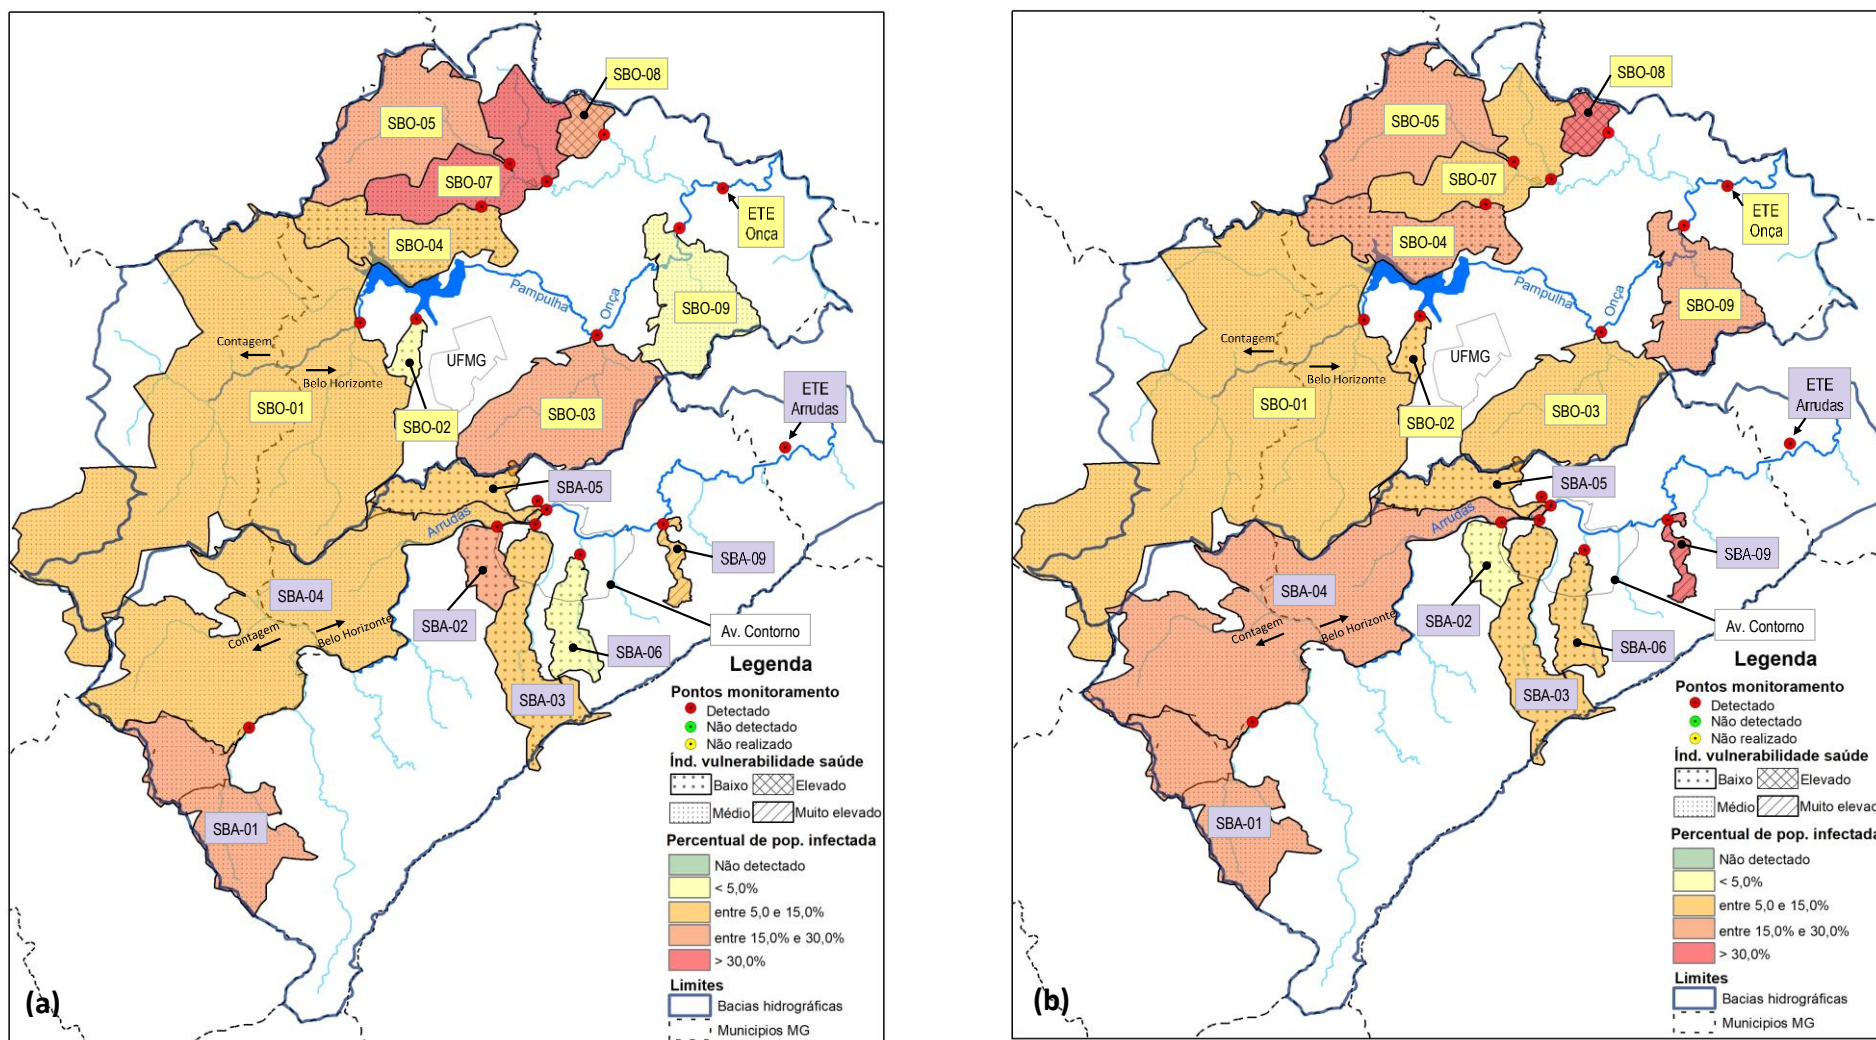 SBO-08
SBO-05
SBO-07
ETE
Onça
SBO-04
Pampulha
Onça
SBO-09
Contagem
UFMG
Belo Horizonte
SBO-01
SBO-02
SBO-03
ETE
Arrudas
SBA-05
Arrudas
SBA-09
SBA-04
SBA-02
Contagem
Belo Horizonte
Av. Contorno
SBA-06
SBA-03
SBA-01
Legenda
Pontos monitoramento
Detectado
Não detectado
Não realizado
Índ. vulnerabilidade saúde
Baixo Elevado
Médio Muito elevado
Percentual de pop. infectada
Não detectado
< 5,0%
entre 5,0 e 15,0%
entre 15,0% e 30,0%
> 30,0%
Limites
Bacias hidrográficas
Municipios MG
(a)
SBO-08
SBO-05
SBO-07
ETE
Onça
SBO-04
Pampulha
Onça
SBO-09
Contagem
UFMG
Belo Horizonte
SBO-01
SBO-02
SBO-03
ETE
Arrudas
SBA-05
Arrudas
SBA-09
SBA-04
SBA-02
Contagem
Belo Horizonte
Av. Contorno
SBA-06
SBA-03
SBA-01
Legenda
Pontos monitoramento
Detectado
Não detectado
Não realizado
Índ. vulnerabilidade saúde
Baixo Elevado
Médio Muito elevad
Percentual de pop. infectada
Não detectado
< 5,0%
entre 5,0 e 15,0%
entre 15,0% e 30,0%
> 30,0%
Limites
Bacias hidrográficas
Municipios MG
(b)